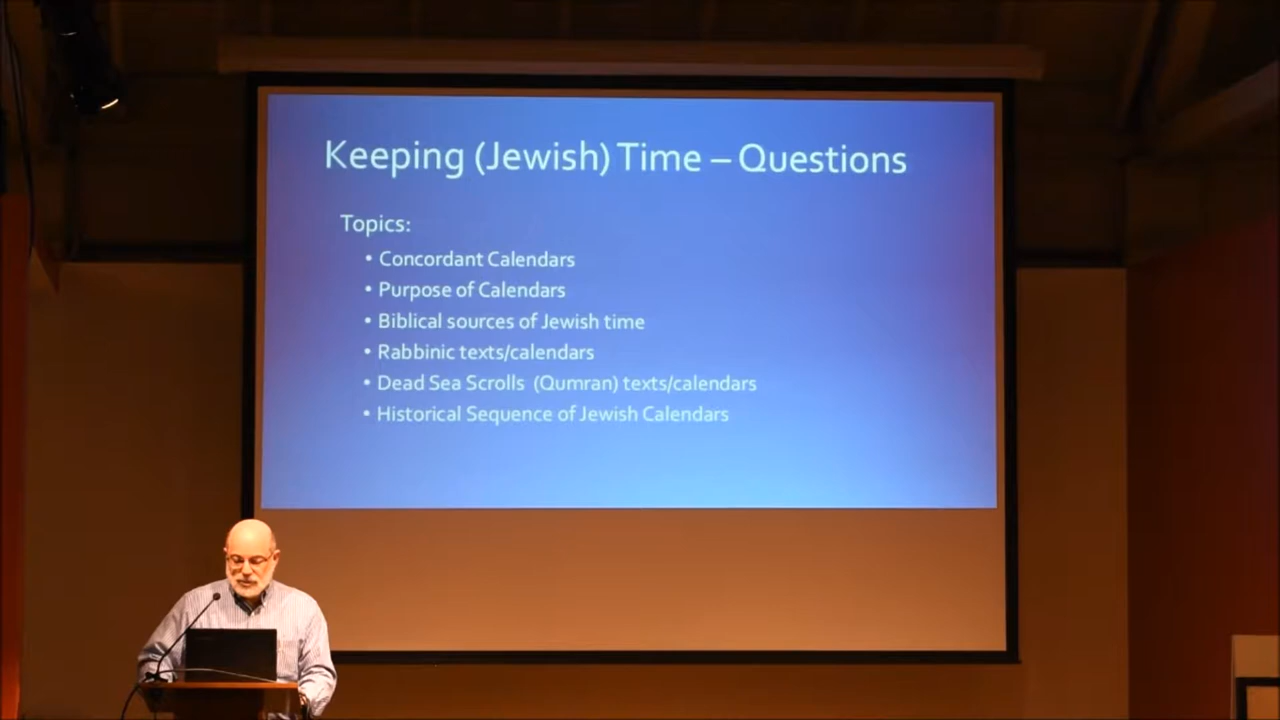 Keeping (Jewish) Time – Questions
Topics:
• Concordant Calendars
• Purpose of Calendars
• Biblical sources of Jewish time
• Rabbinic texts/calendars
• Dead Sea Scrolls (Qumran) texts/calendars
• Historical Sequence of Jewish Calendars